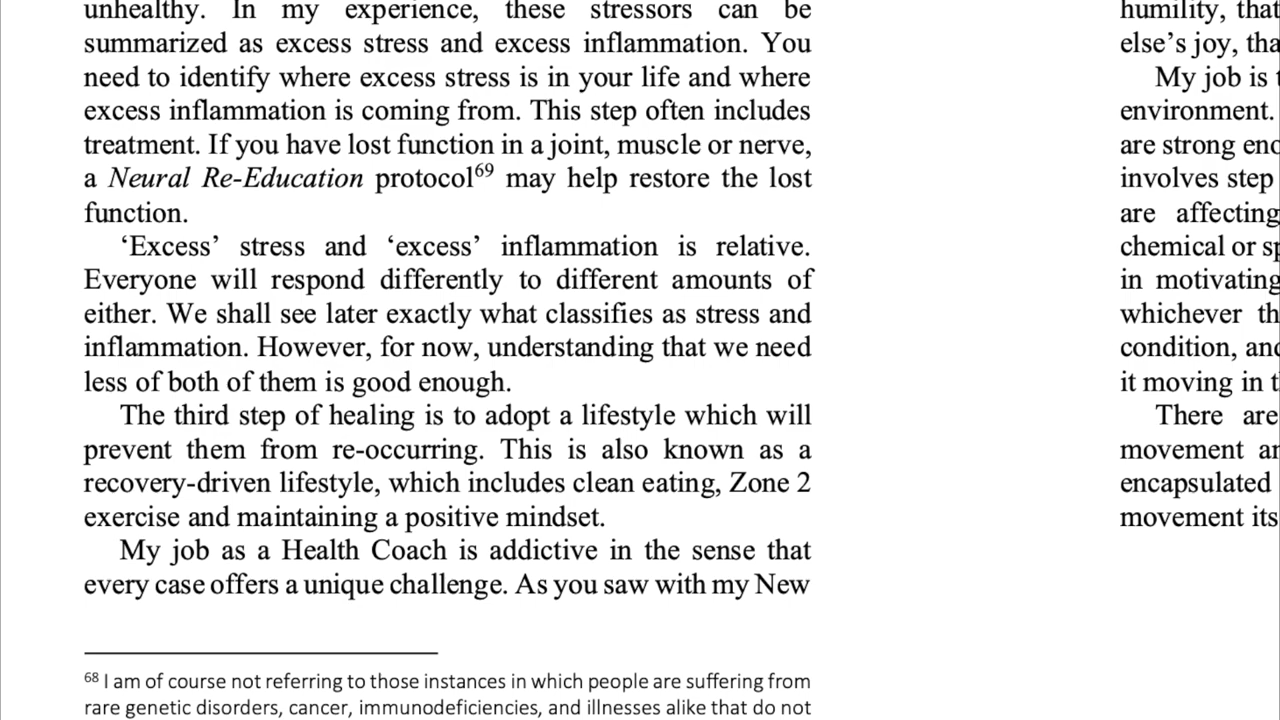 unhealthy. In my experience, these stressors can be
summarized as excess stress and excess inflammation. You
need to identify where excess stress is in your life and where
excess inflammation is coming from. This step often includes
treatment. If you have lost function in a joint, muscle or nerve,
a Neural Re-Education protocol69 may help restore the lost
function.
‘Excess’ stress and ‘excess’ inflammation is relative.
Everyone will respond differently to different amounts of
either. We shall see later exactly what classifies as stress and
inflammation. However, for now, understanding that we need
less of both of them is good enough.
The third step of healing is to adopt a lifestyle which will
prevent them from re-occurring. This is also known as a
recovery-driven lifestyle, which includes clean eating, Zone 2
exercise and maintaining a positive mindset.
My job as a Health Coach is addictive in the sense that
every case offers a unique challenge. As you saw with my New
68 I am of course not referring to those instances in which people are suffering from
rare genetic disorders, cancer, immunodeficiencies, and illnesses alike that do not
humility, that
else’s joy, tha
My job is
environment.
are strong eno
involves step
are affecting
chemical or sp
in motivating
whichever th
condition, and
it moving in t
There are
movement an
encapsulated
movement its